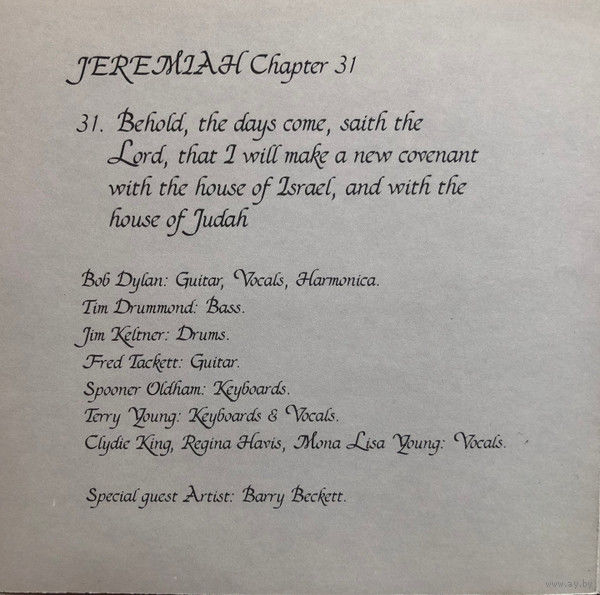 JEREMIAH Chapter 31
31. Behold, the days come, saith the
Lord, that I will make a new covenant
with the house of Israel, and with the
house of Judah
Bob Dylan: Guitar, Vocals, Harmonica.
Tim Drummond: Bass.
Jim Keltner: Drums.
Fred Tackett: Guitar.
Spooner Oldham: Keyboards.
Terry Young: Keyboards & Vocals.
Clydie King, Regina Havis, Mona Lisa Young: Vocals.
Special guest Artist: Barry Beckett.
www.ay.by